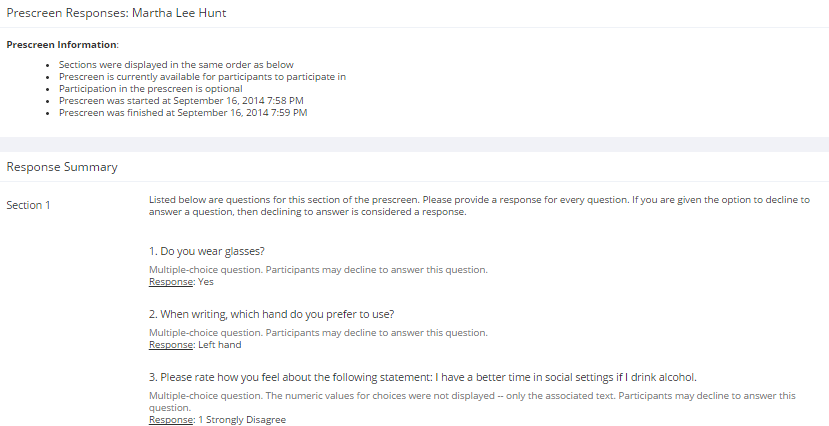 Prescreen Responses: Martha Lee Hunt
Prescreen Information:
• Sections were displayed in the same order as below
• Prescreen is currently available for participants to participate in
• Participation in the prescreen is optional
• Prescreen was started at September 16, 2014 7:58 PM
• Prescreen was finished at September 16, 2014 7:59 PM
Response Summary
Section 1
Listed below are questions for this section of the prescreen. Please provide a response for every question. If you are given the option to decline to
answer a question, then declining to answer is considered a response.
1. Do you wear glasses?
Multiple-choice question. Participants may decline to answer this question.
Response: Yes
2. When writing, which hand do you prefer to use?
Multiple-choice question. Participants may decline to answer this question.
Response: Left hand
3. Please rate how you feel about the following statement: I have a better time in social settings if I drink alcohol.
Multiple-choice question. The numeric values for choices were not displayed -- only the associated text. Participants may decline to answer this
question.
Response: 1 Strongly Disagree